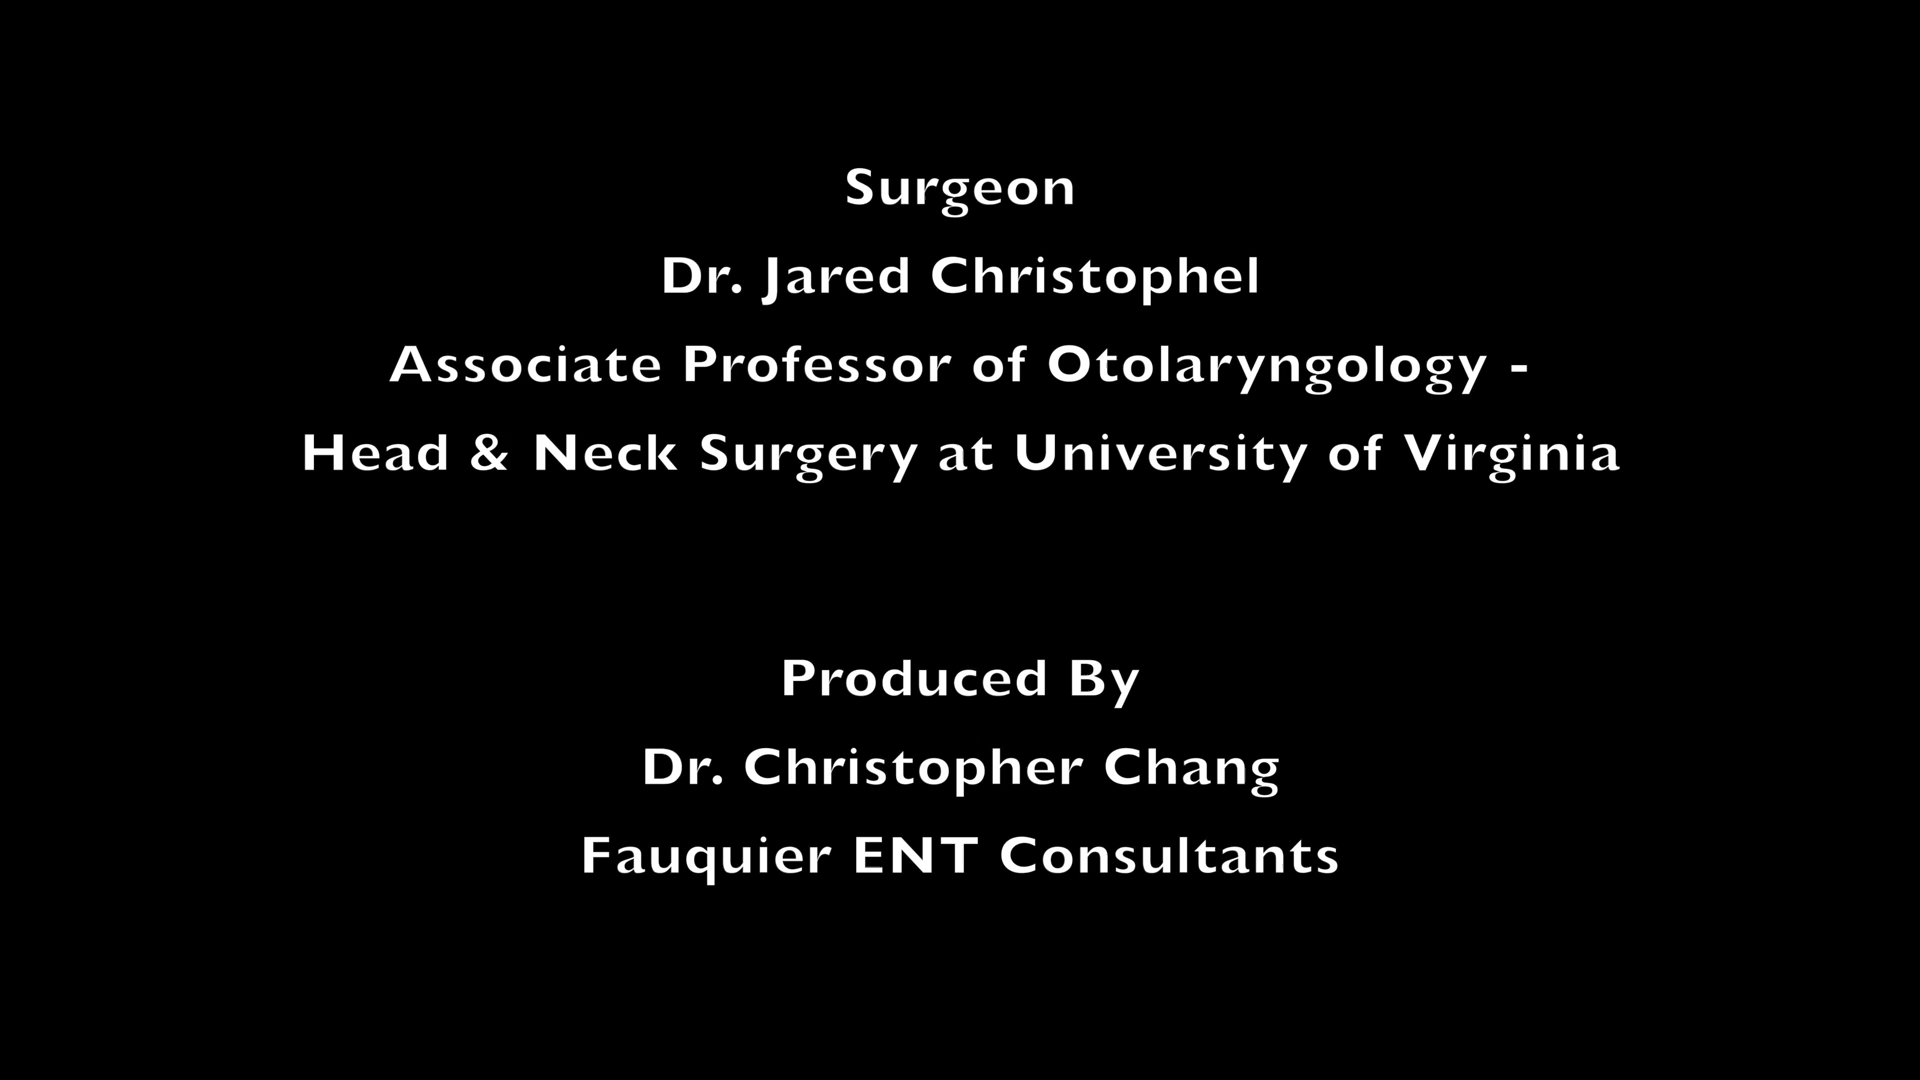 Surgeon
Dr. Jared Christophel
Associate Professor of Otolaryngology -
Head & Neck Surgery at University of Virginia
Produced By
Dr. Christopher Chang
Fauquier ENT Consultants